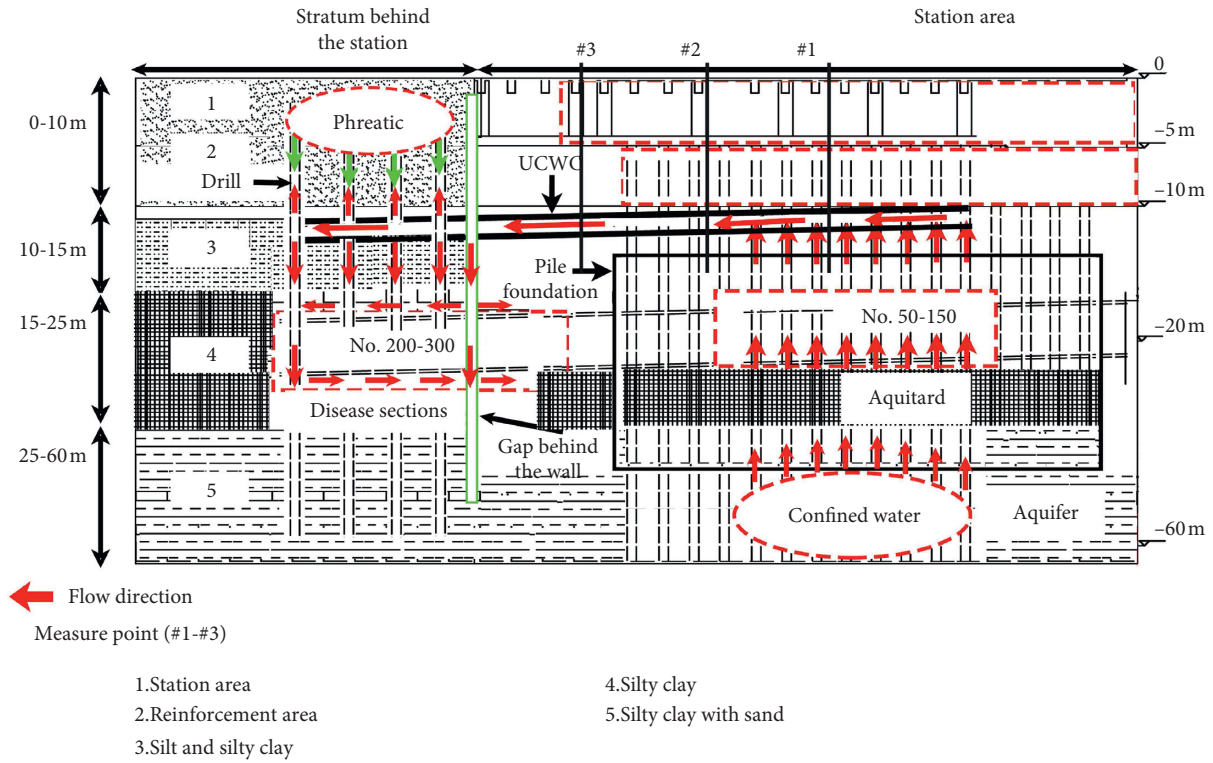 Stratum behind
the station
Station area
#3
#2
#1
0
0-10 m
1
Phreatic
2
Drill
UCWC
–5 m
–10 m
10-15 m
3
Pile
foundation
15-25 m
No. 200-300
No. 50-150
–20 m
4
Disease sections
Aquitard
Gap behind
the wall
25-60 m
5
Confined water
Aquifer
–60 m
Flow direction
Measure point (#1-#3)
1.Station area
2.Reinforcement area
3.Silt and silty clay
4.Silty clay
5.Silty clay with sand